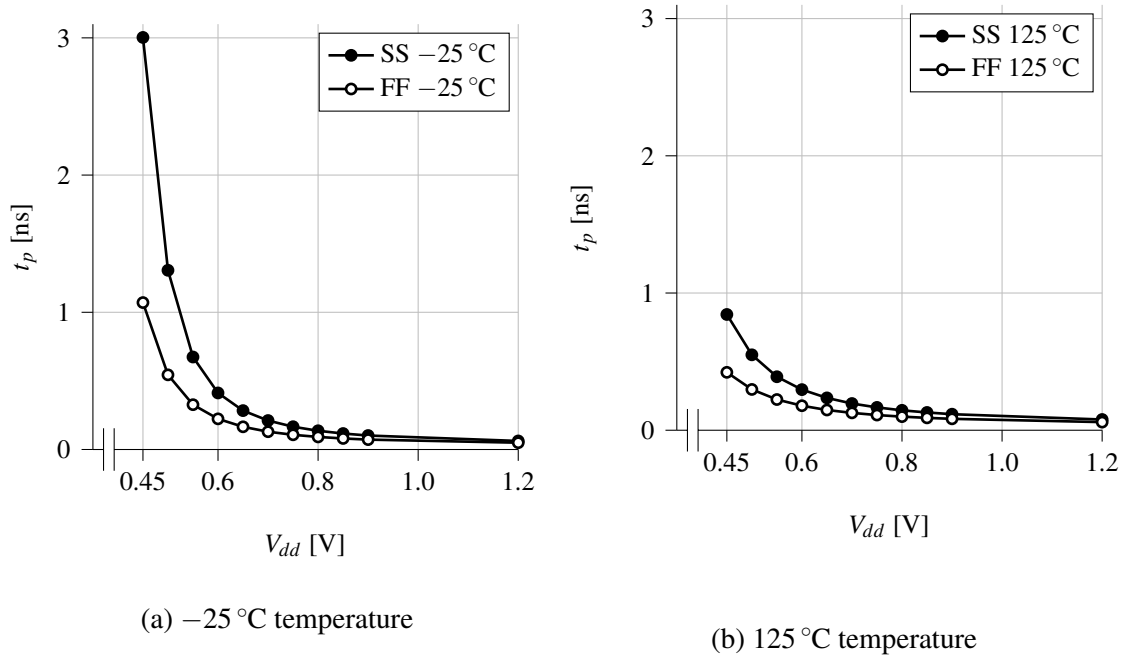 3
2
1
0
t_p [ns]
SS −25 °C
FF −25 °C
0.45 0.6 0.8 1.0 1.2
V_dd [V]
(a) −25 °C temperature
3
2
1
0
t_p [ns]
SS 125 °C
FF 125 °C
0.45 0.6 0.8 1.0 1.2
V_dd [V]
(b) 125 °C temperature